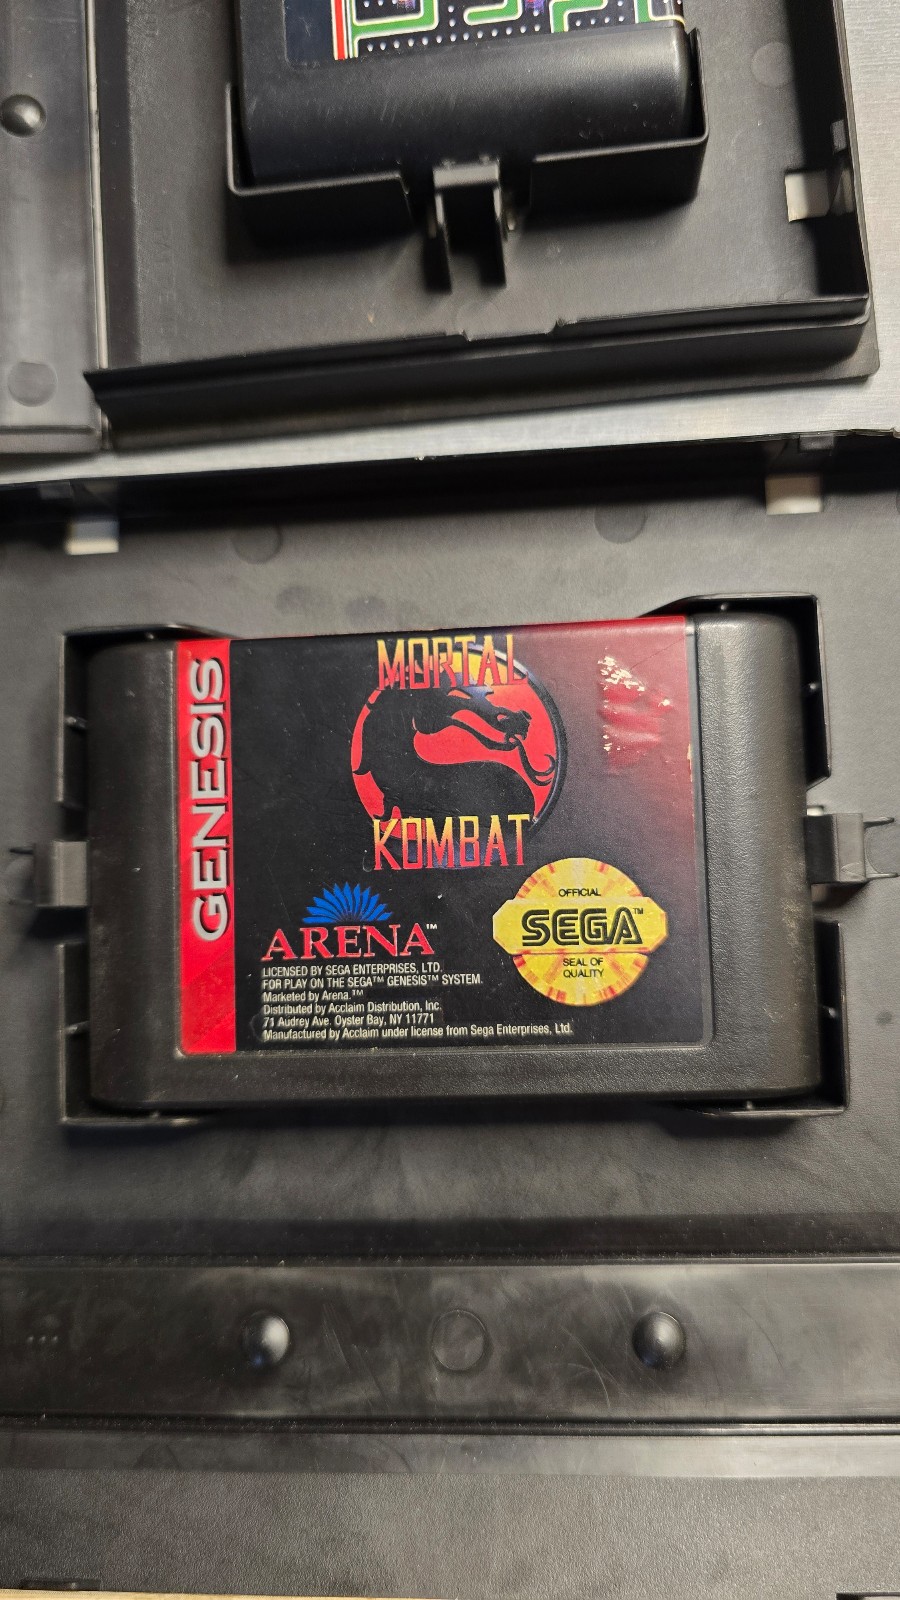 GENESIS
MORTAL
KOMBAT
ARENA™
LICENSED BY SEGA ENTERPRISES, LTD.
FOR PLAY ON THE SEGA™ GENESIS™ SYSTEM.
Marketed by Arena.™
Distributed by Acclaim Distribution, Inc.
71 Audrey Ave. Oyster Bay, NY 11771
Manufactured by Acclaim under license from Sega Enterprises, Ltd.
OFFICIAL
SEGA™
SEAL OF
QUALITY